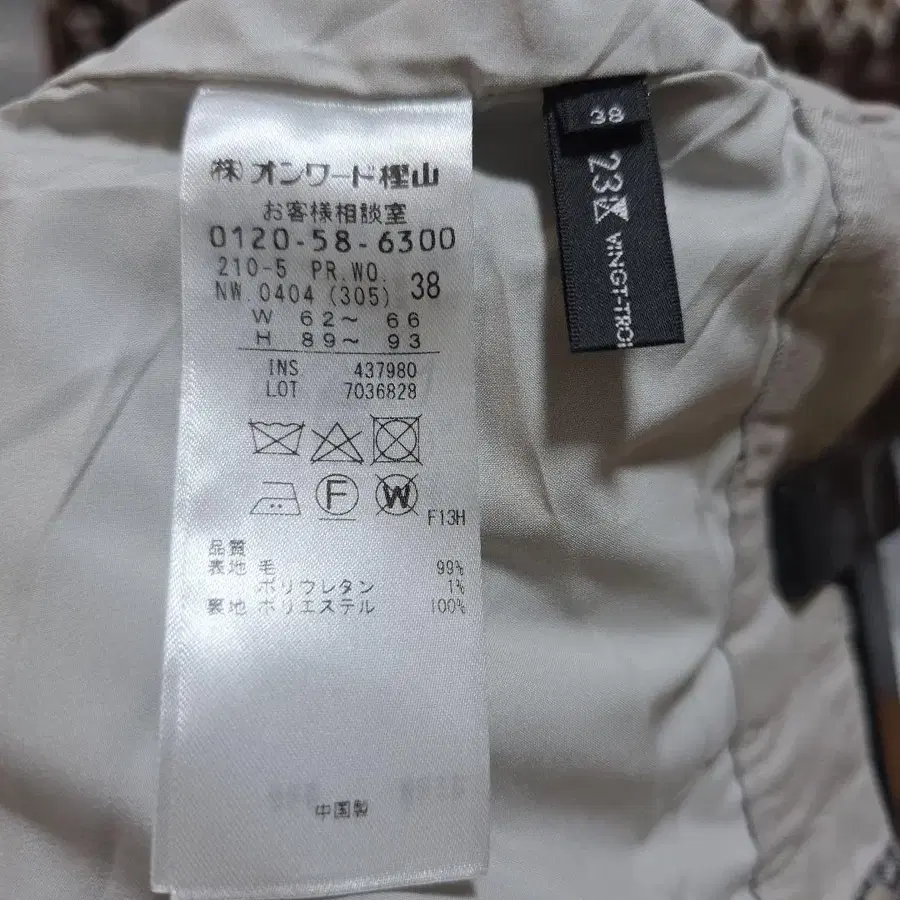 ㈱オンワード樫山
お客様相談室
0120-58-6300
210-5 PR.WO. 38
NW.0404 (305)
W 62～ 66
H 89～ 93
INS 437980
LOT 7036828
F
W
F13H
品質
表地 毛 99%
ポリウレタン 1%
裏地 ポリエステル 100%
中国製
38
23区
VINGT-TROI